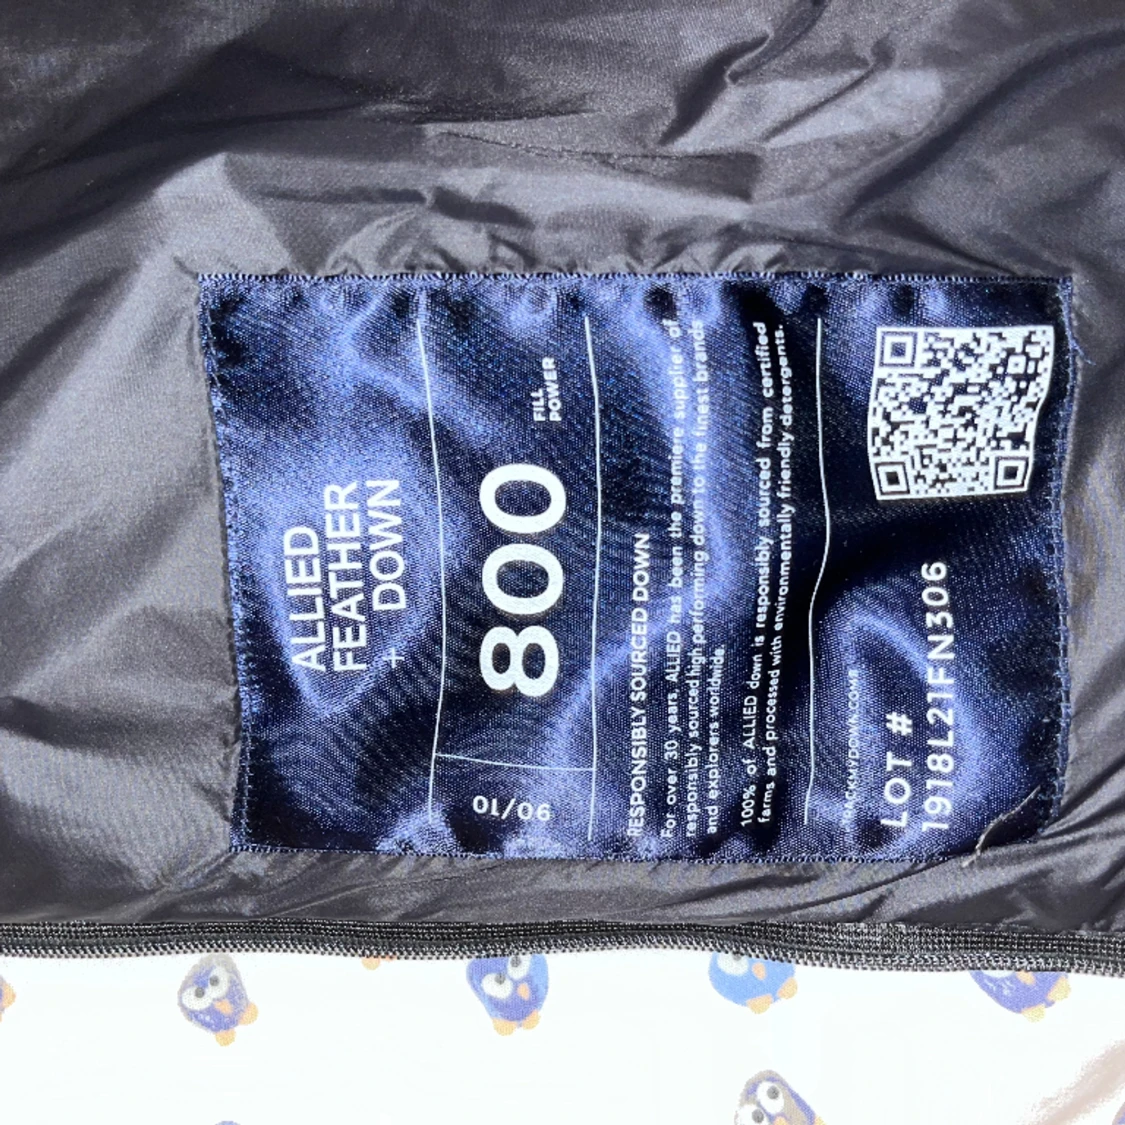 ALLIED
FEATHER
+ DOWN
90/10
800
FILL
POWER
RESPONSIBLY SOURCED DOWN
For over 30 years, ALLIED has been the premiere supplier of
responsibly sourced high performing down to the finest brands
and explorers worldwide.
100% of ALLIED down is responsibly sourced from certified
farms and processed with environmentally friendly detergents.
TRACKMYDOWN.COM®
LOT #
1918L21FN306